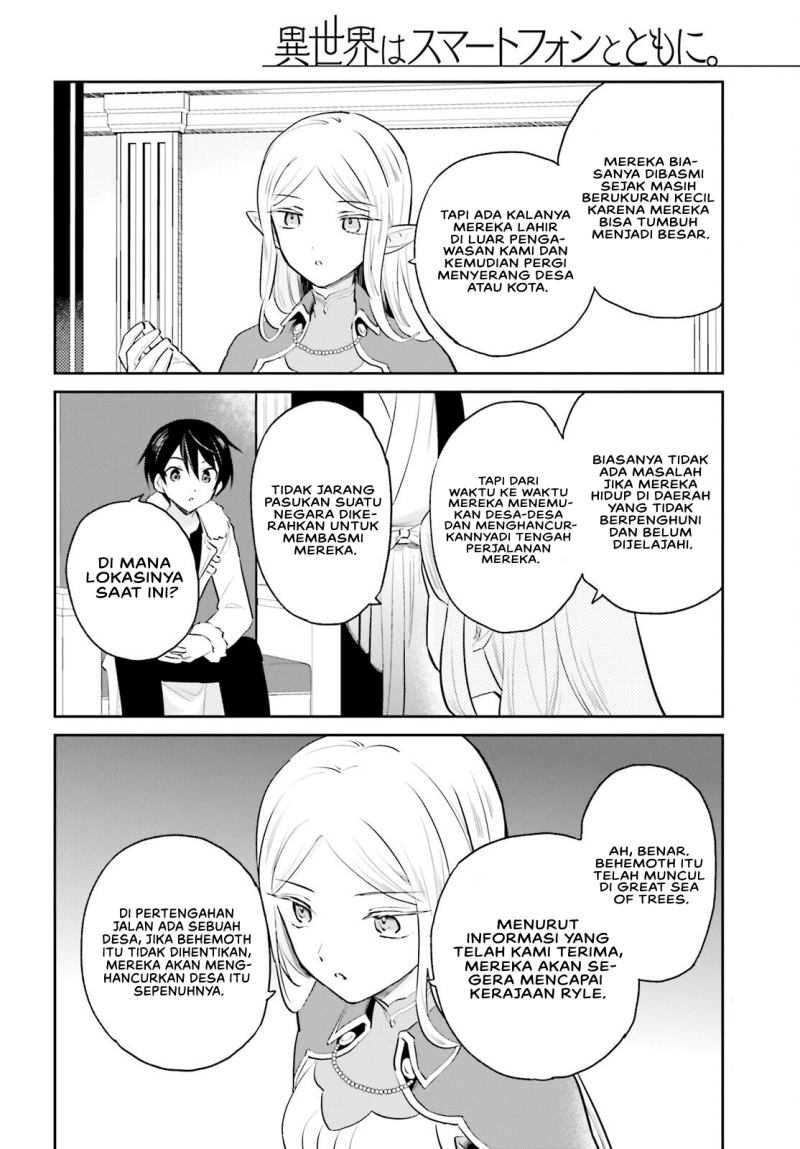 異世界はスマートフォンとともに。
MEREKA BIA-
SANYA DIBASMI
SEJAK MASIH
BERUKURAN KECIL
KARENA MEREKA
BISA TUMBUH
MENJADI BESAR.
TAPI ADA KALANYA
MEREKA LAHIR
DI LUAR PENGA-
WASAN KAMI DAN
KEMUDIAN PERGI
MENYERANG DESA
ATAU KOTA.
BIASANYA TIDAK
ADA MASALAH
JIKA MEREKA
HIDUP DI DAERAH
YANG TIDAK
BERPENGHUNI
DAN BELUM
DIJELAJAHI.
TAPI DARI
WAKTU KE WAKTU
MEREKA MENEMU-
KAN DESA-DESA
DAN MENGHANCUR-
KANNYADI TENGAH
PERJALANAN
MEREKA.
TIDAK JARANG
PASUKAN SUATU
NEGARA DIKE-
RAHKAN UNTUK
MEMBASMI
MEREKA.
DI MANA
LOKASINYA
SAAT INI?
AH, BENAR,
BEHEMOTH ITU
TELAH MUNCUL
DI GREAT SEA
OF TREES.
MENURUT
INFORMASI YANG
TELAH KAMI TERIMA,
MEREKA AKAN SE-
GERA MENCAPAI
KERAJAAN RYLE.
DI PERTENGAHAN
JALAN ADA SEBUAH
DESA, JIKA BEHEMOTH
ITU TIDAK DIHENTIKAN,
MEREKA AKAN MENG-
HANCURKAN DESA ITU
SEPENUHNYA.